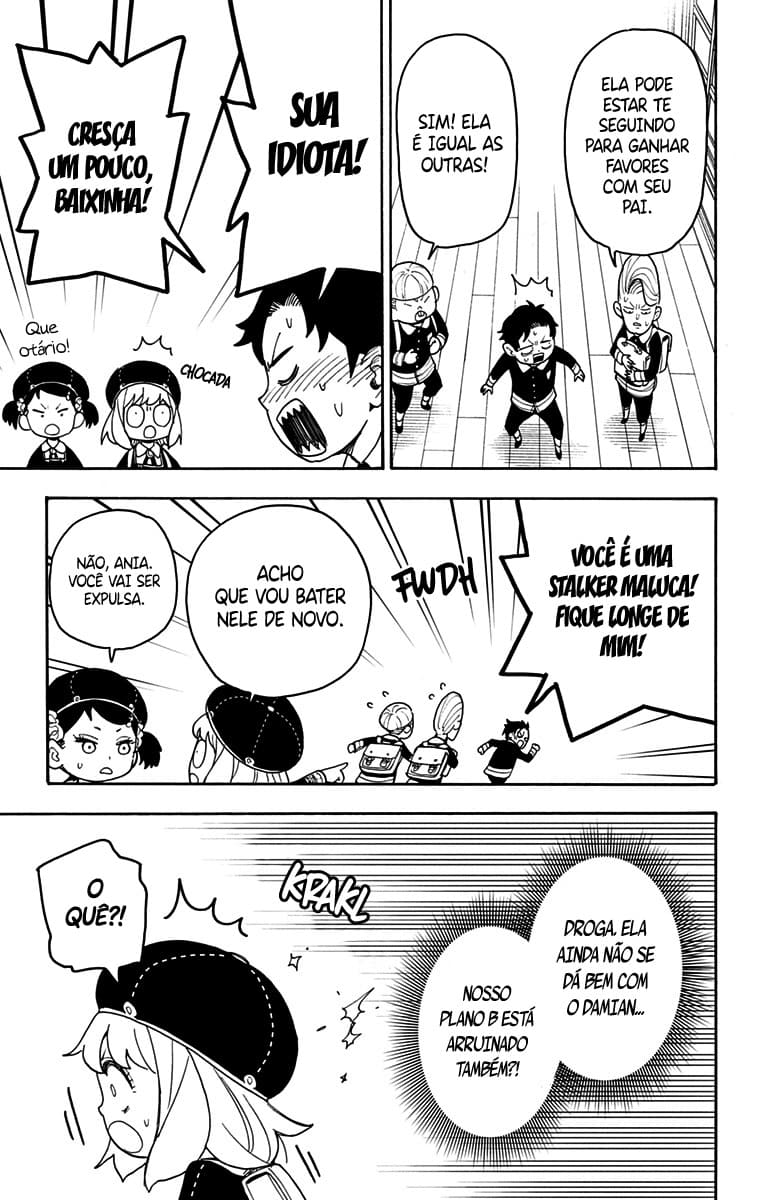 ELA PODE
ESTAR TE
SEGUINDO
PARA GANHAR
FAVORES
COM SEU
PAI.
SIM! ELA
É IGUAL AS
OUTRAS!
SUA
IDIOTA!
CRESÇA
UM POUCO,
BAIXINHA!
Que
otário!
CHOCADA
VOCÊ É UMA
STALKER MALUCA!
FIQUE LONGE DE
MIM!
FWDH
ACHO
QUE VOU BATER
NELE DE NOVO.
NÃO, ANIA.
VOCÊ VAI SER
EXPULSA.
DROGA. ELA
AINDA NÃO SE
DÁ BEM COM
O DAMIAN...
NOSSO
PLANO B ESTÁ
ARRUINADO
TAMBÉM?!
KRAKL
O
QUÊ?!